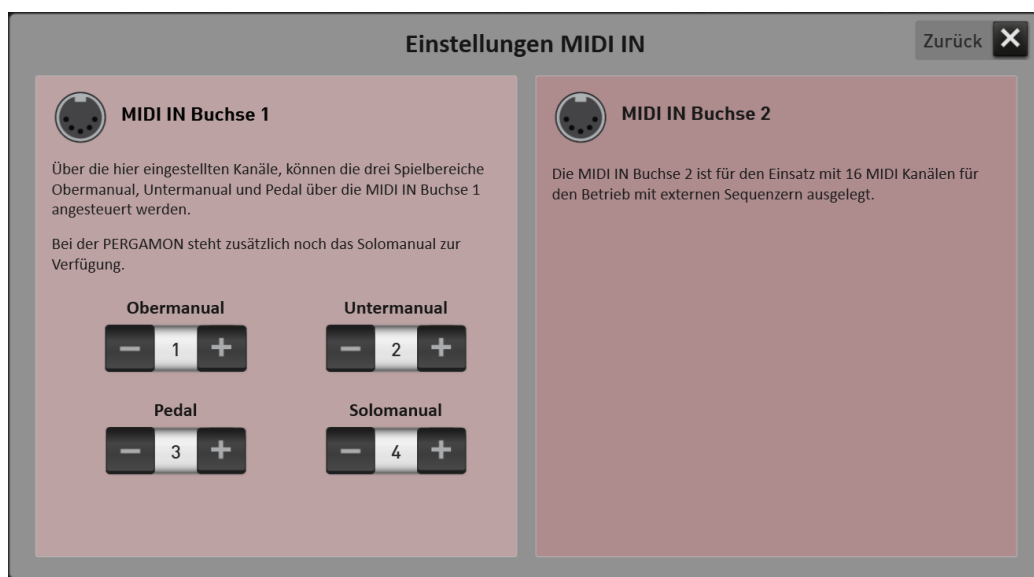 Einstellungen MIDI IN
Zurück
MIDI IN Buchse 1
Über die hier eingestellten Kanäle, können die drei Spielbereiche
Obermanual, Untermanual und Pedal über die MIDI IN Buchse 1
angesteuert werden.
Bei der PERGAMON steht zusätzlich noch das Solomanual zur
Verfügung.
Obermanual
Untermanual
− 1 +
− 2 +
Pedal
Solomanual
− 3 +
− 4 +
MIDI IN Buchse 2
Die MIDI IN Buchse 2 ist für den Einsatz mit 16 MIDI Kanälen für
den Betrieb mit externen Sequenzern ausgelegt.